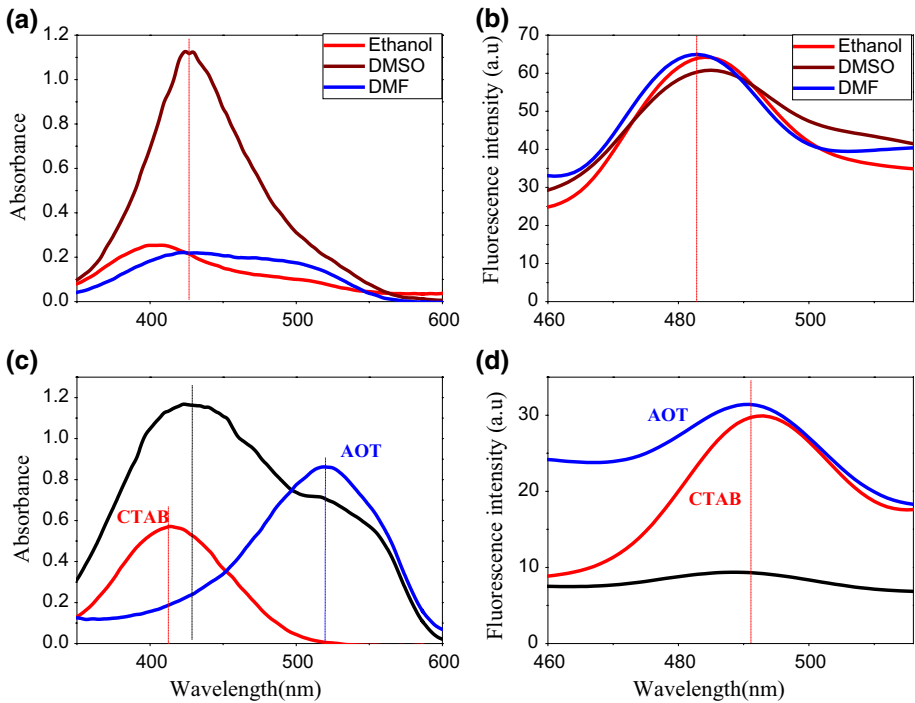 (a)
1.2
1.0
0.8
0.6
0.4
0.2
0.0
Absorbance
Ethanol
DMSO
DMF
400
500
600
(b)
70
60
50
40
30
20
10
0
Fluorescence intensity (a.u)
Ethanol
DMSO
DMF
460
480
500
(c)
1.2
1.0
0.8
0.6
0.4
0.2
0.0
Absorbance
AOT
CTAB
400
500
600
Wavelength(nm)
(d)
30
20
10
0
Fluorescence intensity (a.u)
AOT
CTAB
460
480
500
Wavelength(nm)